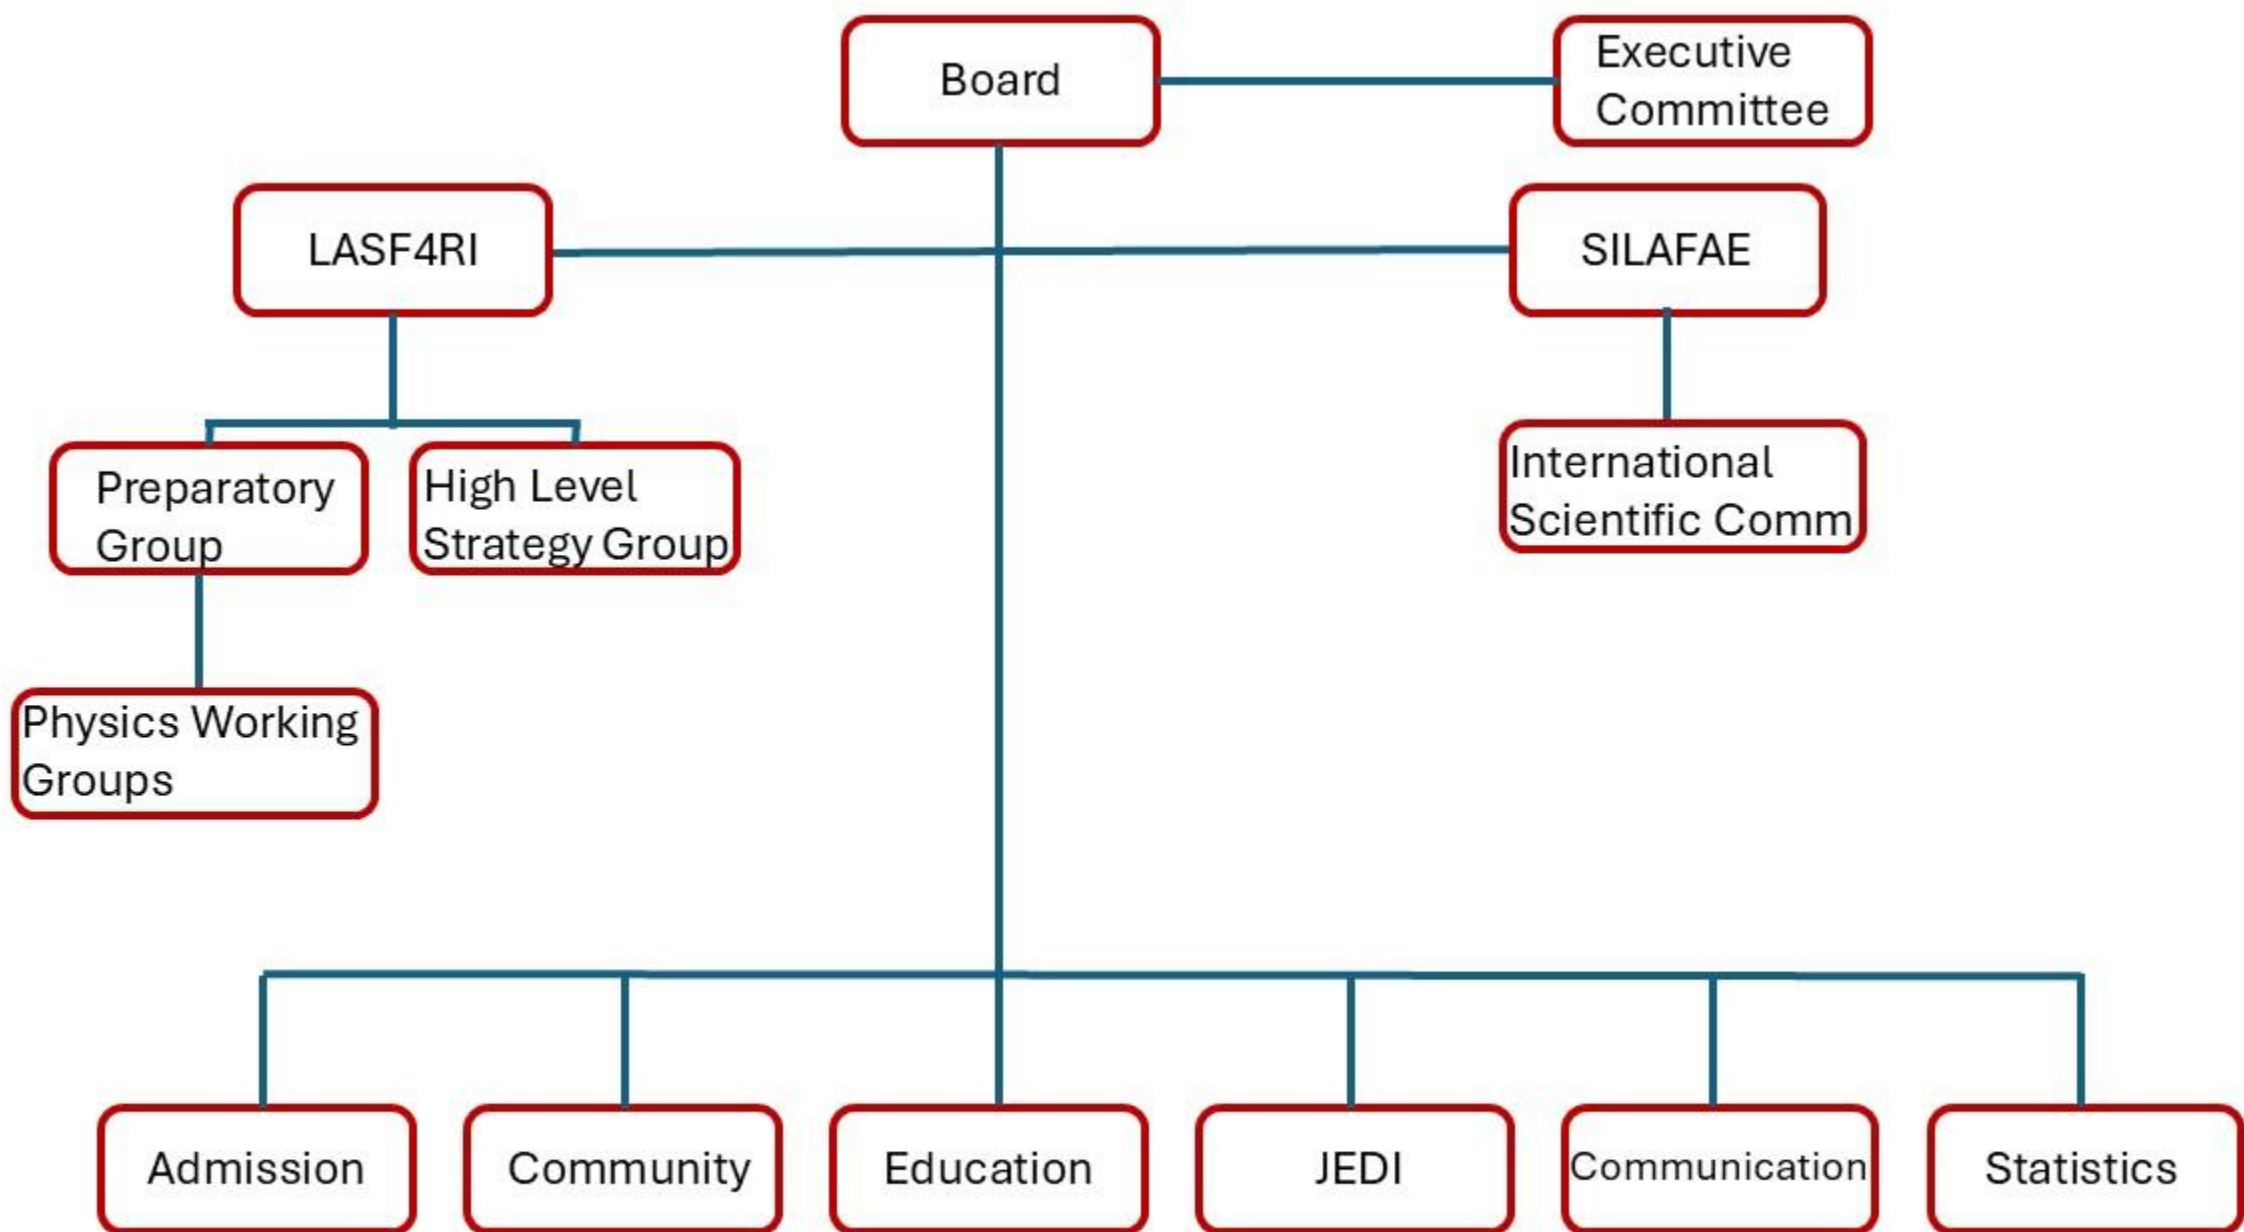 Board
Executive
Committee
LASF4RI
SILAFAE
Preparatory
Group
High Level
Strategy Group
International
Scientific Comm
Physics Working
Groups
Admission
Community
Education
JEDI
Communication
Statistics